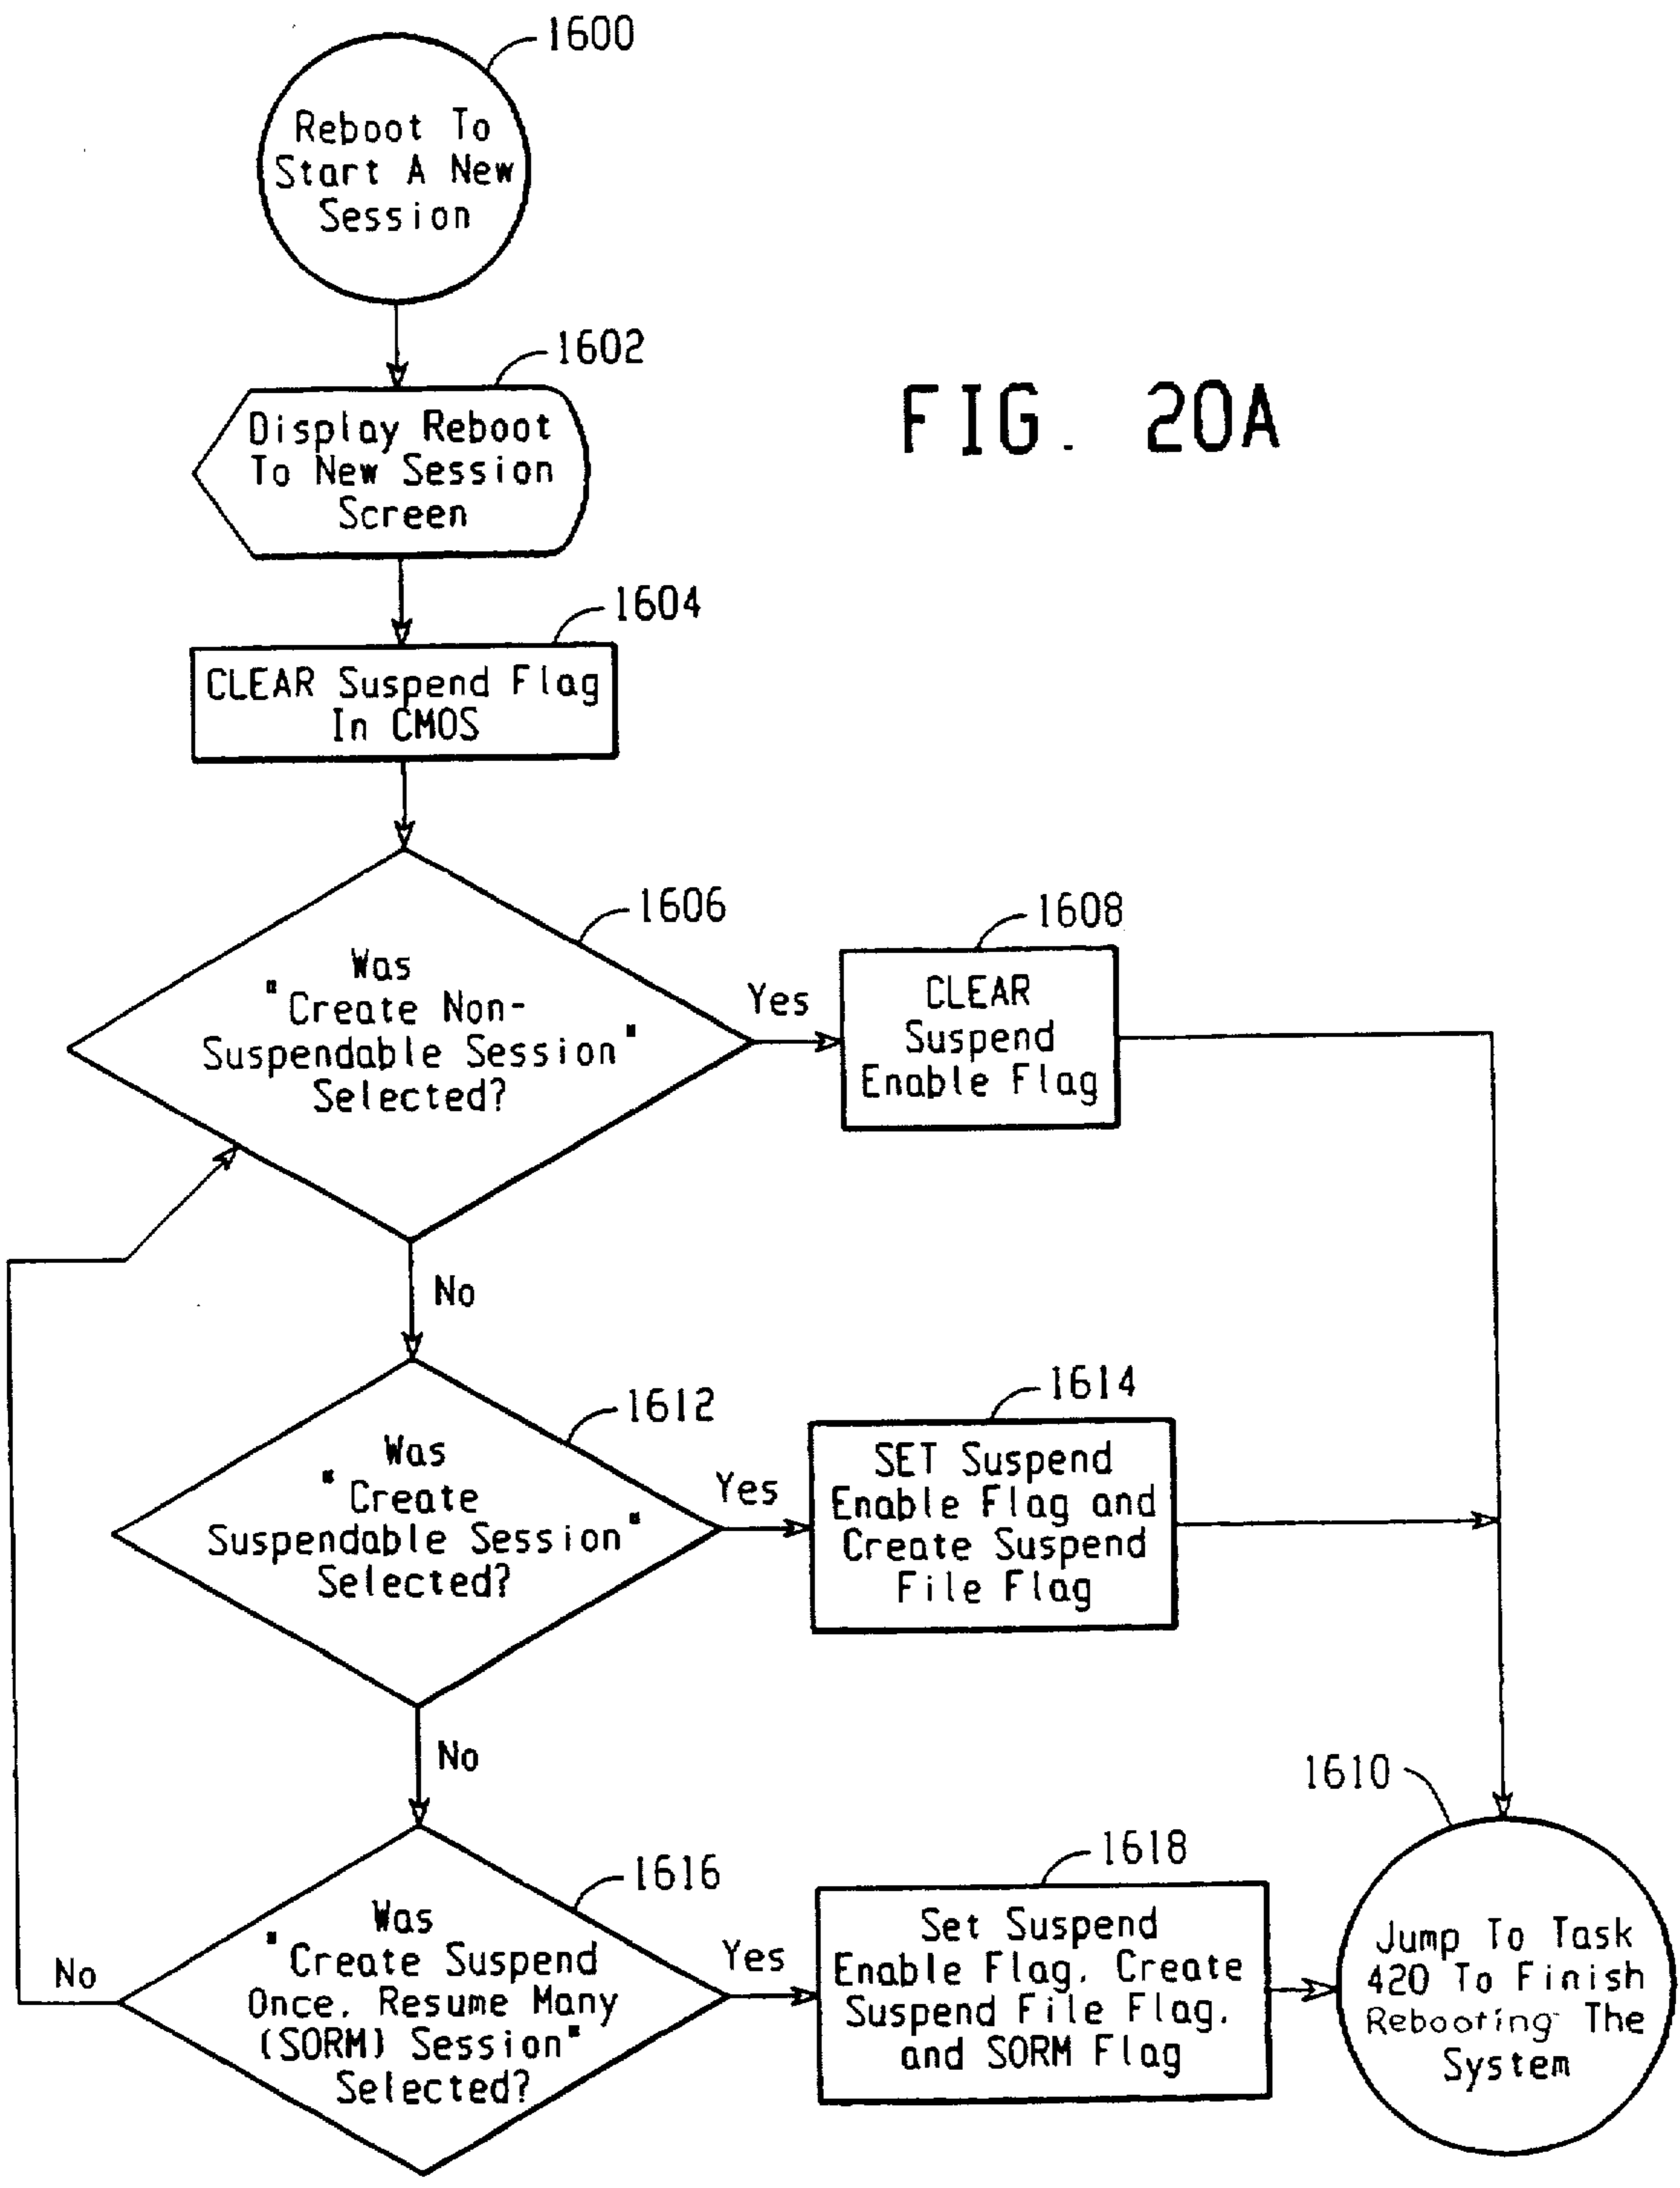 1600
Reboot To
Start A New
Session
1602
Display Reboot
To New Session
Screen
FIG. 20A
1604
CLEAR Suspend Flag
In CMOS
1606
Was
"Create Non-
Suspendable Session"
Selected?
Yes
1608
CLEAR
Suspend
Enable Flag
No
1612
Was
"Create
Suspendable Session"
Selected?
Yes
1614
SET Suspend
Enable Flag and
Create Suspend
File Flag
No
1616
Was
"Create Suspend
Once, Resume Many
(SORM) Session"
Selected?
No
Yes
1618
Set Suspend
Enable Flag, Create
Suspend File Flag,
and SORM Flag
1610
Jump To Task
420 To Finish
Rebooting The
System